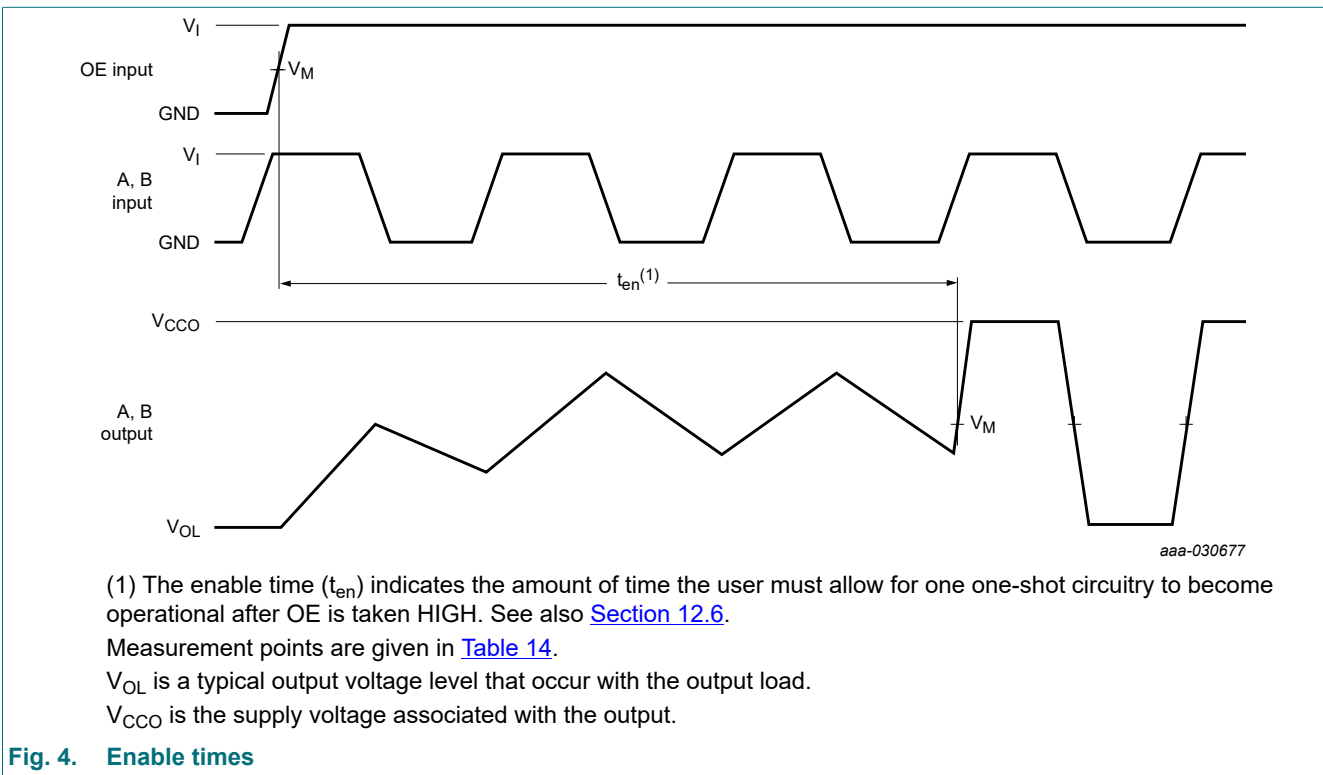 V_I
OE input
V_M
GND
V_I
A, B
input
GND
t_en(1)
V_CCO
A, B
output
V_M
V_OL
aaa-030677
(1) The enable time (t_en) indicates the amount of time the user must allow for one one-shot circuitry to become
operational after OE is taken HIGH. See also Section 12.6.
Measurement points are given in Table 14.
V_OL is a typical output voltage level that occur with the output load.
V_CCO is the supply voltage associated with the output.
Fig. 4. Enable times